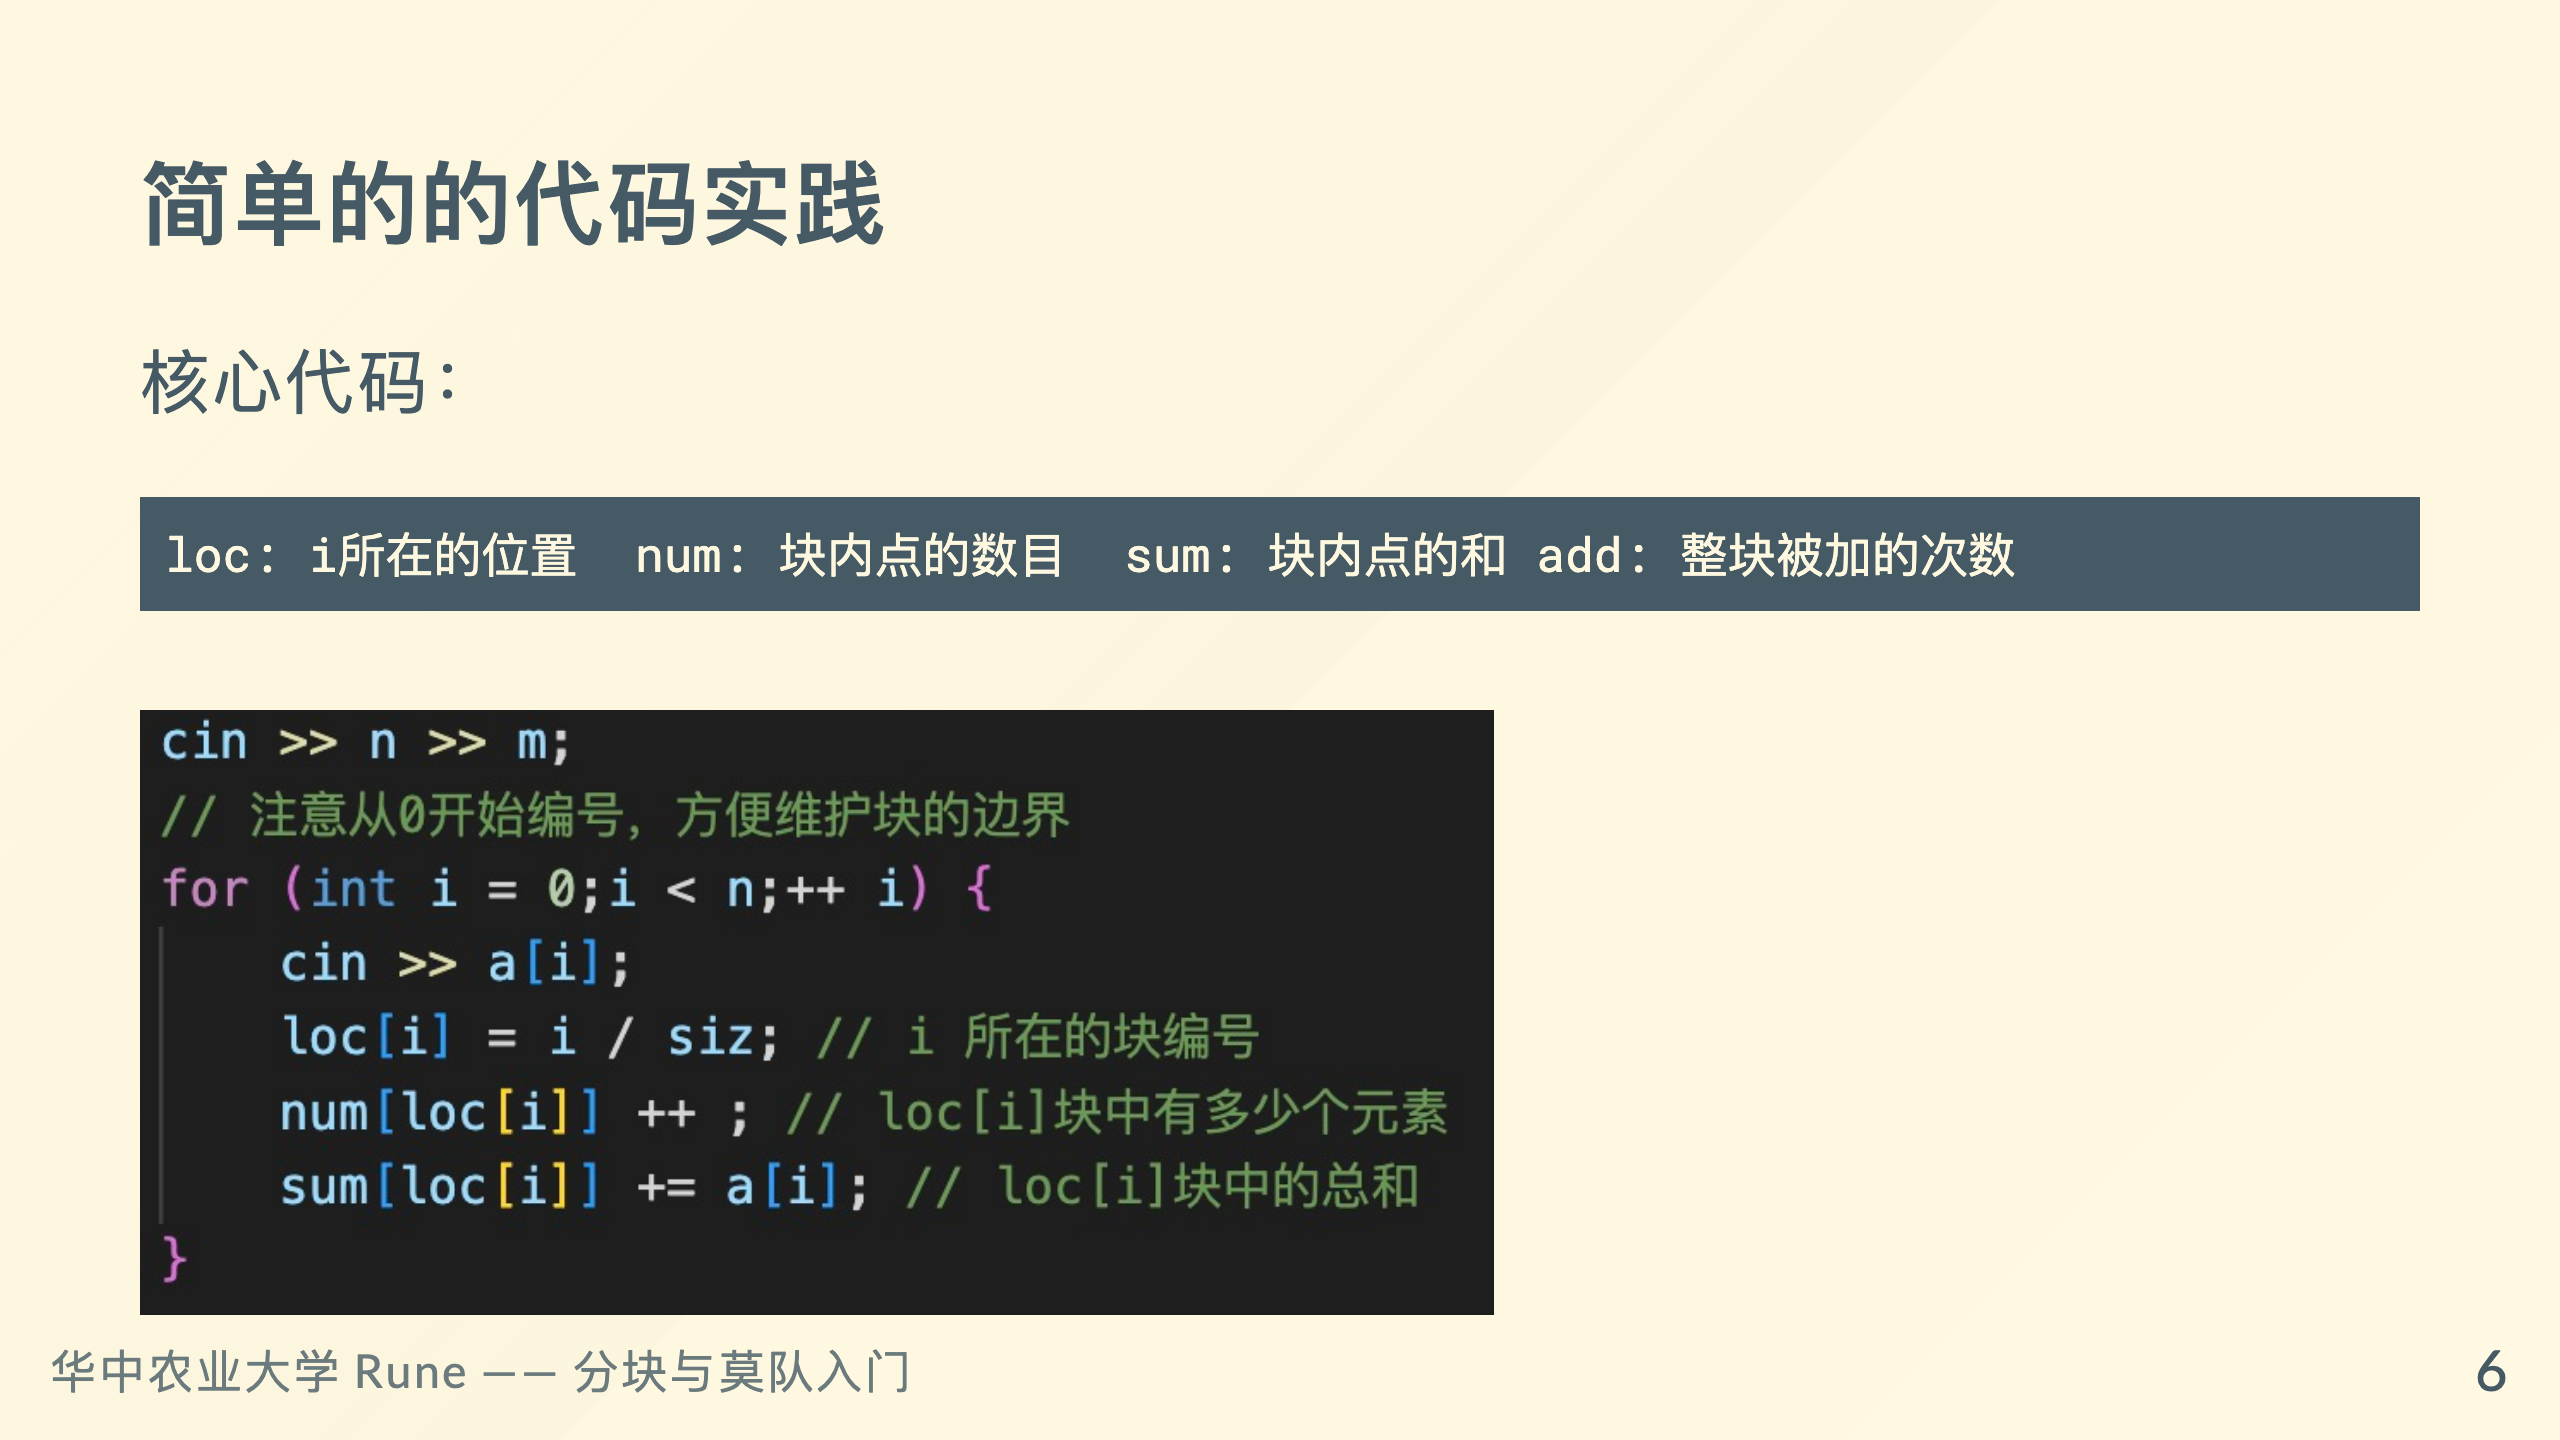 简单的的代码实践
核心代码：
loc: i所在的位置  num: 块内点的数目  sum: 块内点的和 add: 整块被加的次数
cin >> n >> m;
// 注意从0开始编号，方便维护块的边界
for (int i = 0;i < n;++ i) {
    cin >> a[i];
    loc[i] = i / siz; // i 所在的块编号
    num[loc[i]] ++ ; // loc[i]块中有多少个元素
    sum[loc[i]] += a[i]; // loc[i]块中的总和
}
华中农业大学 Rune —— 分块与莫队入门
6